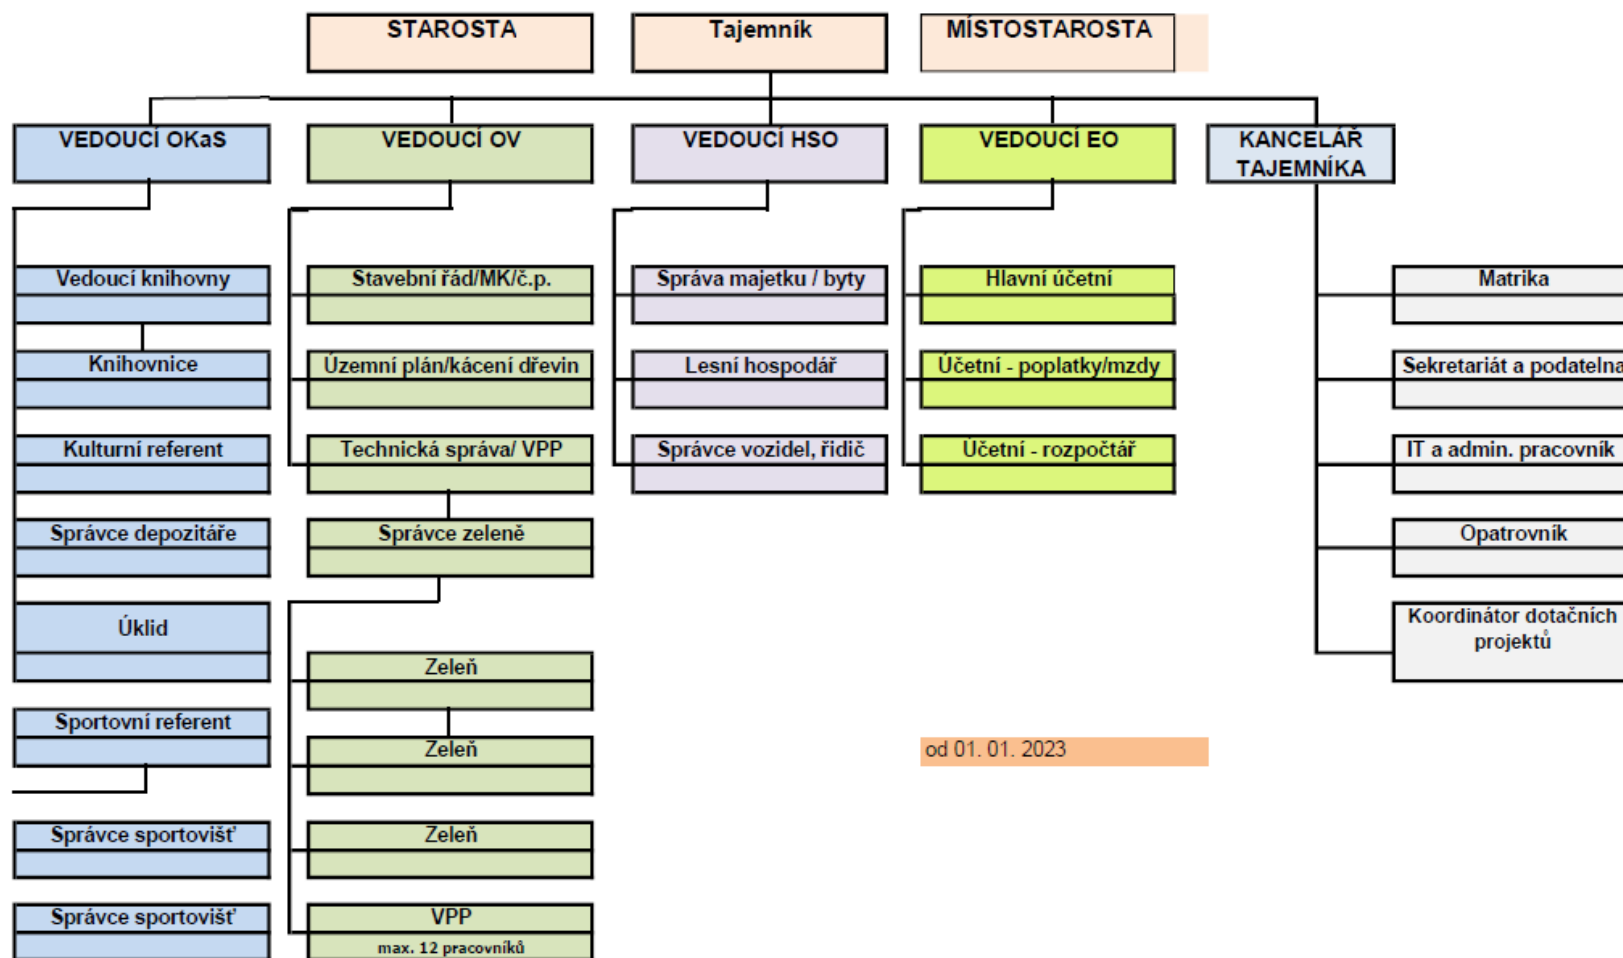 STAROSTA
Tajemník
MÍSTOSTAROSTA
VEDOUCÍ OKaS
VEDOUCÍ OV
VEDOUCÍ HSO
VEDOUCÍ EO
KANCELÁŘ
TAJEMNÍKA
Vedoucí knihovny
Stavební řád/MK/č.p.
Správa majetku / byty
Hlavní účetní
Matrika
Knihovnice
Územní plán/kácení dřevin
Lesní hospodář
Účetní - poplatky/mzdy
Sekretariát a podatelna
Kulturní referent
Technická správa/ VPP
Správce vozidel, řidič
Účetní - rozpočtář
IT a admin. pracovník
Správce depozitáře
Správce zeleně
Opatrovník
Úklid
Koordinátor dotačních
projektů
Zeleň
Sportovní referent
Zeleň
od 01. 01. 2023
Správce sportovišť
Zeleň
Správce sportovišť
VPP
max. 12 pracovníků